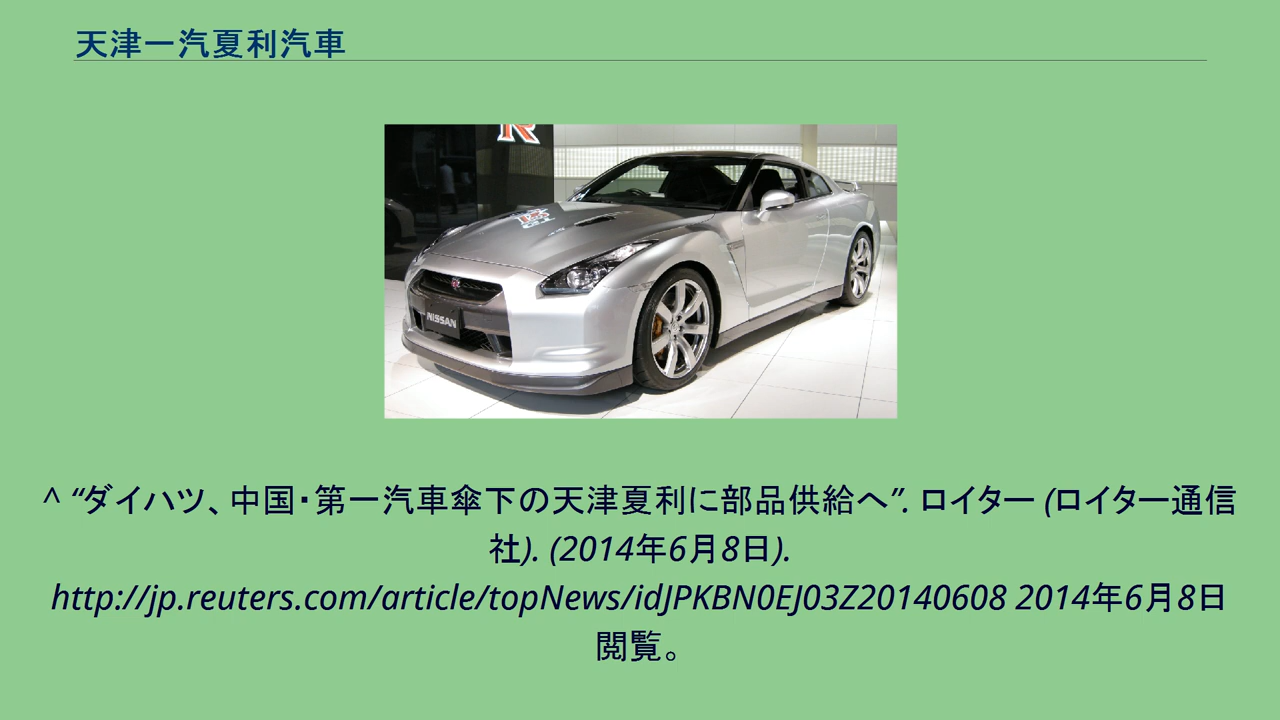 天津一汽夏利汽車
R
NISSAN
^ “ダイハツ、中国・第一汽車傘下の天津夏利に部品供給へ”. ロイター (ロイター通信
社). (2014年6月8日).
http://jp.reuters.com/article/topNews/idJPKBN0EJ03Z20140608 2014年6月8日
閲覧。